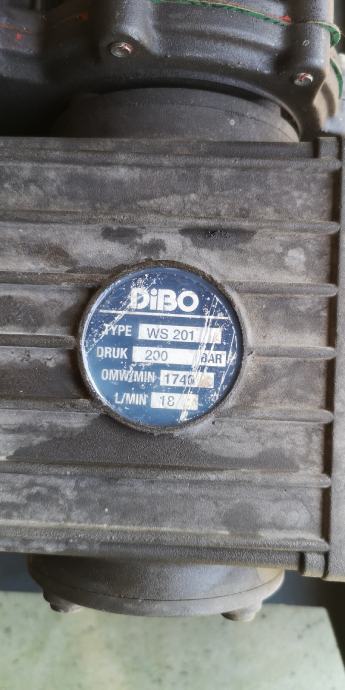 DiBO
TYPE WS 201
DRUK 200 BAR
OMW/MIN 1740
L/MIN 18